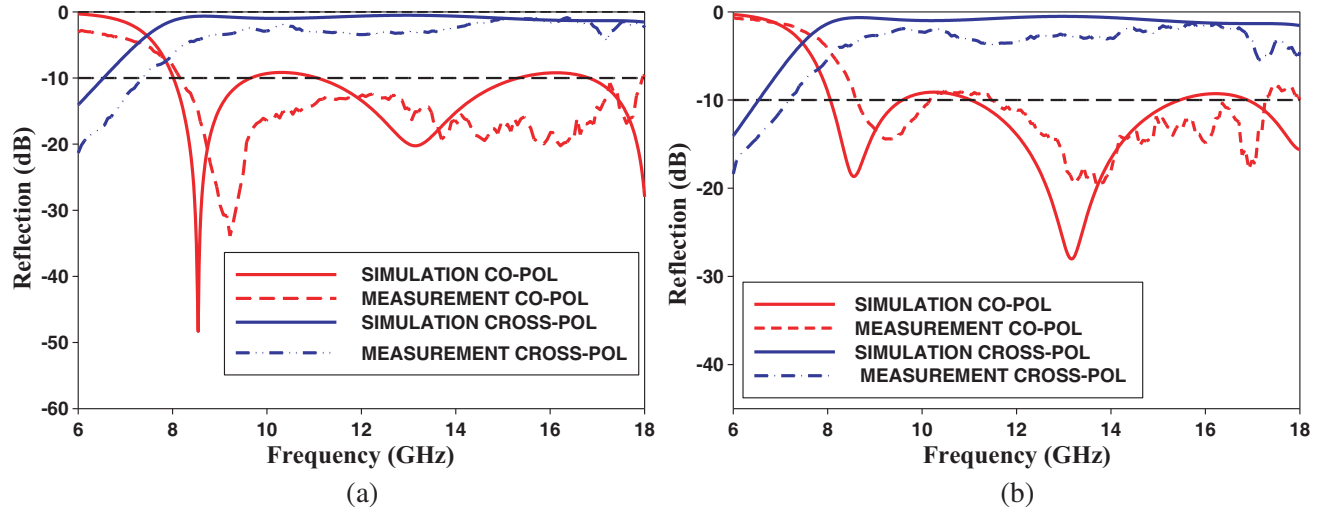 0
-10
-20
-30
-40
-50
-60
Reflection (dB)
SIMULATION CO-POL
MEASUREMENT CO-POL
SIMULATION CROSS-POL
MEASUREMENT CROSS-POL
6 8 10 12 14 16 18
Frequency (GHz)
(a)
0
-10
-20
-30
-40
Reflection (dB)
SIMULATION CO-POL
MEASUREMENT CO-POL
SIMULATION CROSS-POL
MEASUREMENT CROSS-POL
6 8 10 12 14 16 18
Frequency (GHz)
(b)